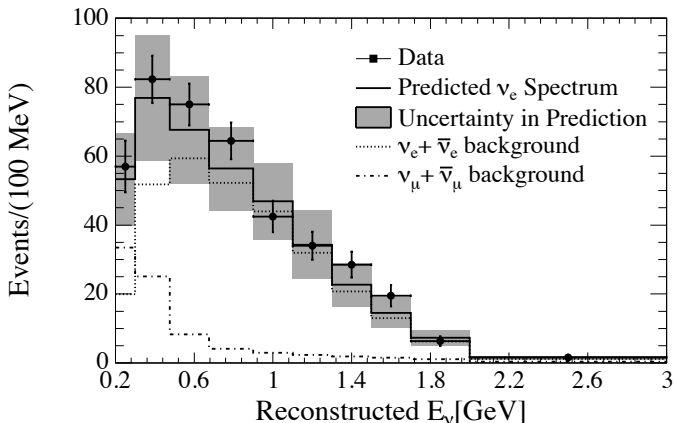 100
80
60
40
20
0
Events/(100 MeV)
Data
Predicted νe Spectrum
Uncertainty in Prediction
νe+ ν̄e background
νμ+ ν̄μ background
0.2 0.6 1 1.4 1.8 2.2 2.6 3
Reconstructed Eν[GeV]